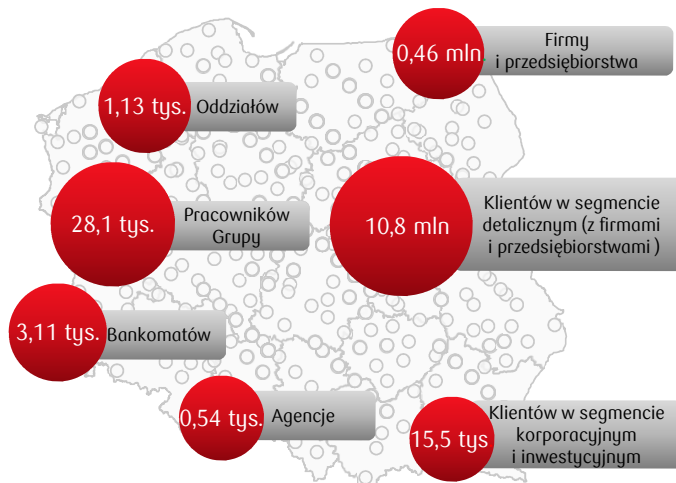 0,46 mln
Firmy
i przedsiębiorstwa
1,13 tys.
Oddziałów
28,1 tys.
Pracowników
Grupy
10,8 mln
Klientów w segmencie
detalicznym (z firmami
i przedsiębiorstwami )
3,11 tys.
Bankomatów
0,54 tys.
Agencje
15,5 tys
Klientów w segmencie
korporacyjnym
i inwestycyjnym